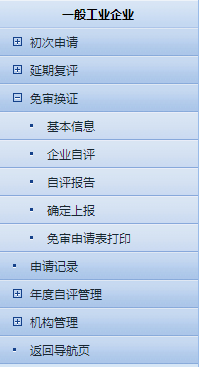 一般工业企业
初次申请
延期复评
免审换证
基本信息
企业自评
自评报告
确定上报
免审申请表打印
申请记录
年度自评管理
机构管理
返回导航页